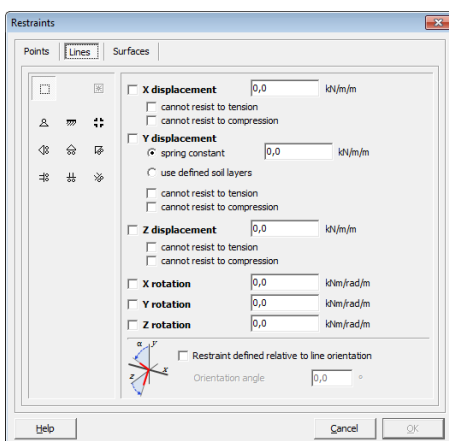 Restraints
Points Lines Surfaces
X displacement 0,0 kN/m/m
cannot resist to tension
cannot resist to compression
Y displacement
spring constant 0,0 kN/m/m
use defined soil layers
cannot resist to tension
cannot resist to compression
Z displacement 0,0 kN/m/m
cannot resist to tension
cannot resist to compression
X rotation 0,0 kNm/rad/m
Y rotation 0,0 kNm/rad/m
Z rotation 0,0 kNm/rad/m
α y
x
z
Restraint defined relative to line orientation
Orientation angle 0,0 °
Help Cancel OK